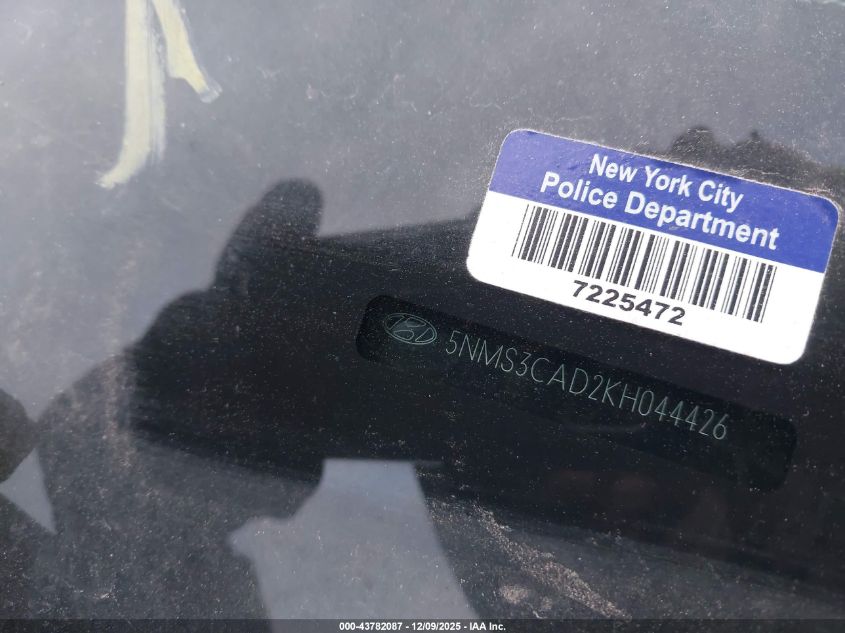 New York City
Police Department
7225472
5NMS3CAD2KH044426
000-43782087 - 12/09/2025 - IAA Inc.